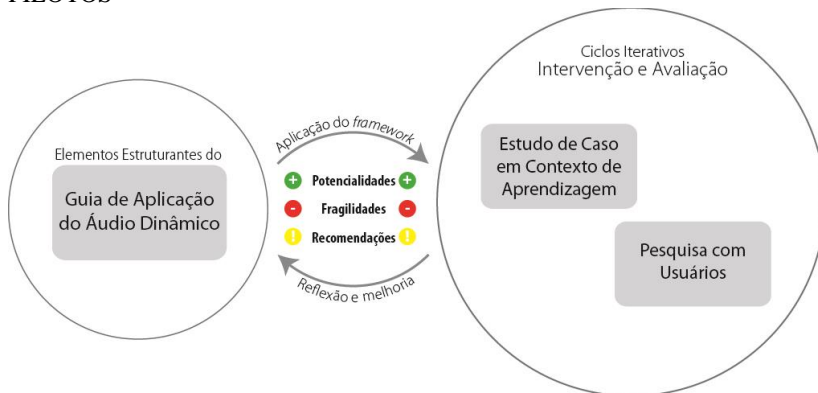 PILOTOS
Elementos Estruturantes do
Guia de Aplicação
do Áudio Dinâmico
Aplicação do framework
Potencialidades
Fragilidades
Recomendações
Reflexão e melhoria
Ciclos Iterativos
Intervenção e Avaliação
Estudo de Caso
em Contexto de
Aprendizagem
Pesquisa com
Usuários